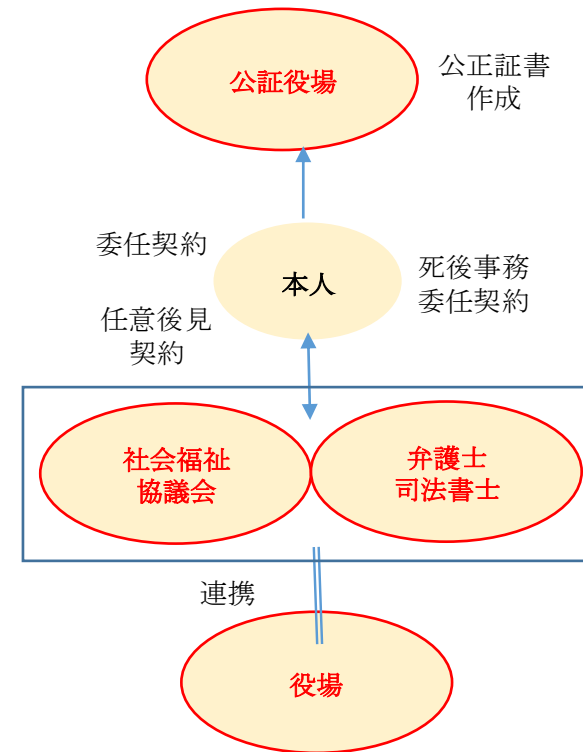 公証役場
公正証書
作成
委任契約
本人
死後事務
委任契約
任意後見
契約
社会福祉
協議会
弁護士
司法書士
連携
役場